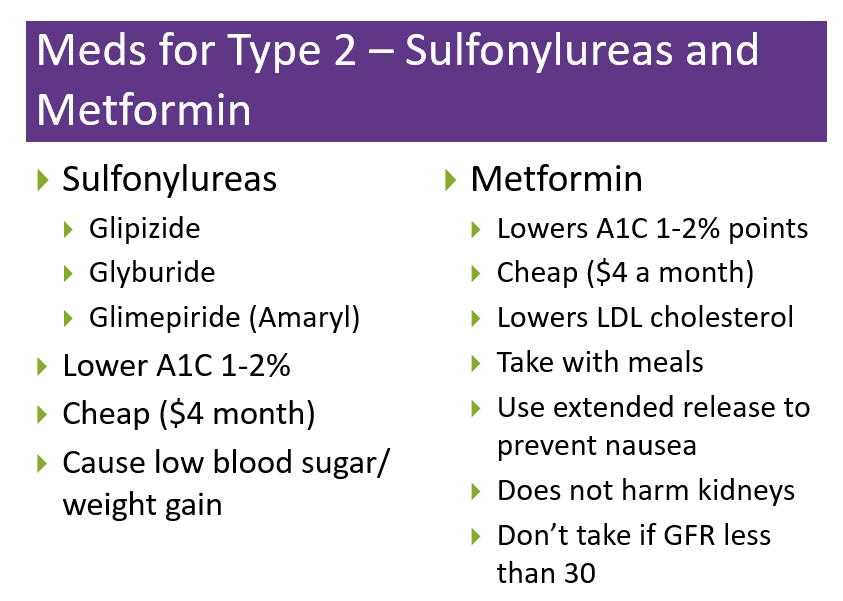 Meds for Type 2 – Sulfonylureas and
Metformin
Sulfonylureas
Glipizide
Glyburide
Glimepiride (Amaryl)
Lower A1C 1-2%
Cheap ($4 month)
Cause low blood sugar/
weight gain
Metformin
Lowers A1C 1-2% points
Cheap ($4 a month)
Lowers LDL cholesterol
Take with meals
Use extended release to
prevent nausea
Does not harm kidneys
Don’t take if GFR less
than 30